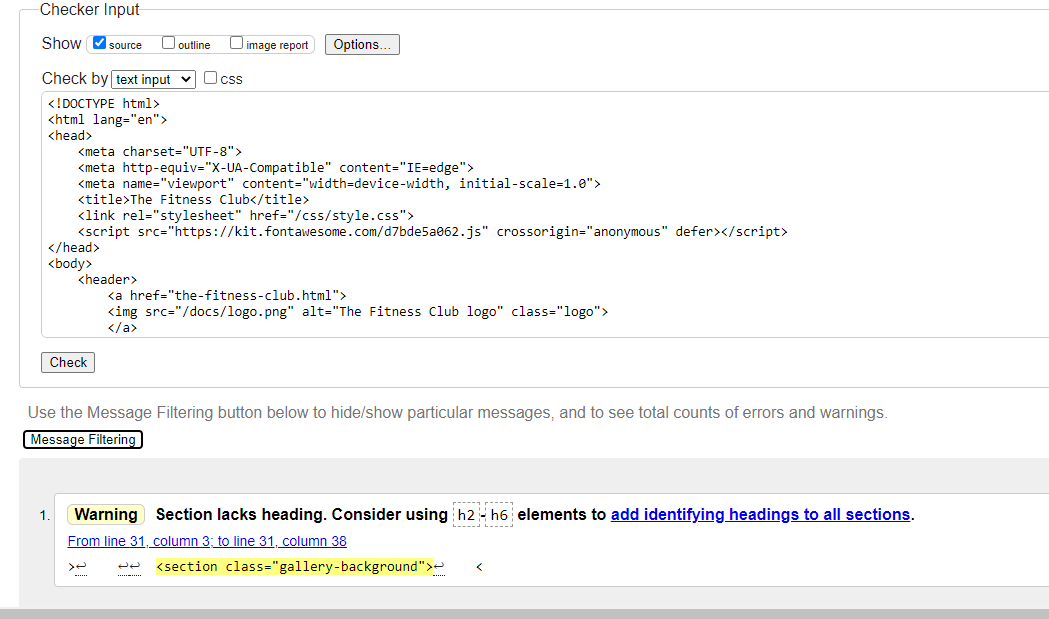 Checker Input
Show source outline image report Options...
Check by text input css
<!DOCTYPE html>
<html lang="en">
<head>
    <meta charset="UTF-8">
    <meta http-equiv="X-UA-Compatible" content="IE=edge">
    <meta name="viewport" content="width=device-width, initial-scale=1.0">
    <title>The Fitness Club</title>
    <link rel="stylesheet" href="/css/style.css">
    <script src="https://kit.fontawesome.com/d7bde5a062.js" crossorigin="anonymous" defer></script>
</head>
<body>
    <header>
        <a href="the-fitness-club.html">
        <img src="/docs/logo.png" alt="The Fitness Club logo" class="logo">
        </a>
Check
Use the Message Filtering button below to hide/show particular messages, and to see total counts of errors and warnings.
Message Filtering
1. Warning Section lacks heading. Consider using h2-h6 elements to add identifying headings to all sections.
From line 31, column 3; to line 31, column 38
>↩ ↩↩ <section class="gallery-background">↩ <